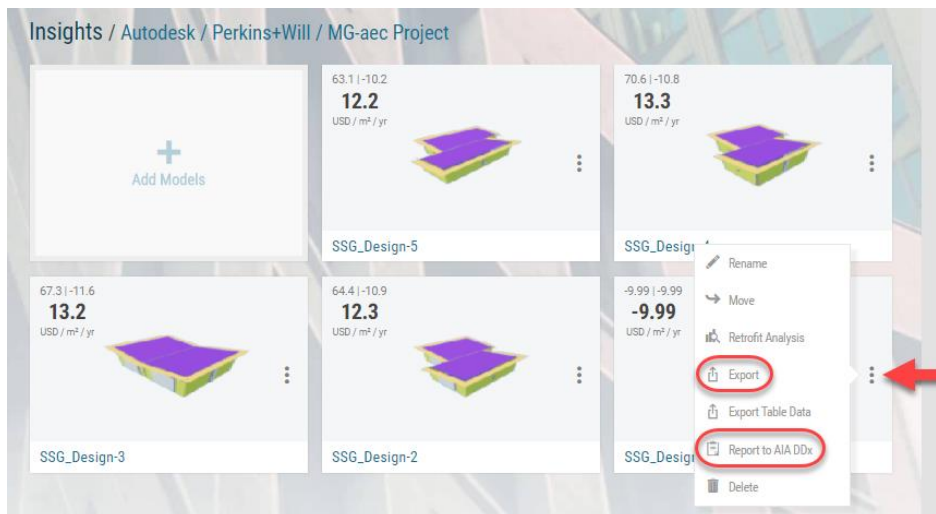 Insights / Autodesk / Perkins+Will / MG-aec Project
Add Models
63.1 | -10.2
12.2
USD / m² / yr
SSG_Design-5
70.6 | -10.8
13.3
USD / m² / yr
SSG_Design-4
67.3 | -11.6
13.2
USD / m² / yr
SSG_Design-3
64.4 | -10.9
12.3
USD / m² / yr
SSG_Design-2
-9.99 | -9.99
-9.99
USD / m² / yr
SSG_Desig
Rename
Move
Retrofit Analysis
Export
Export Table Data
Report to AIA DDx
Delete